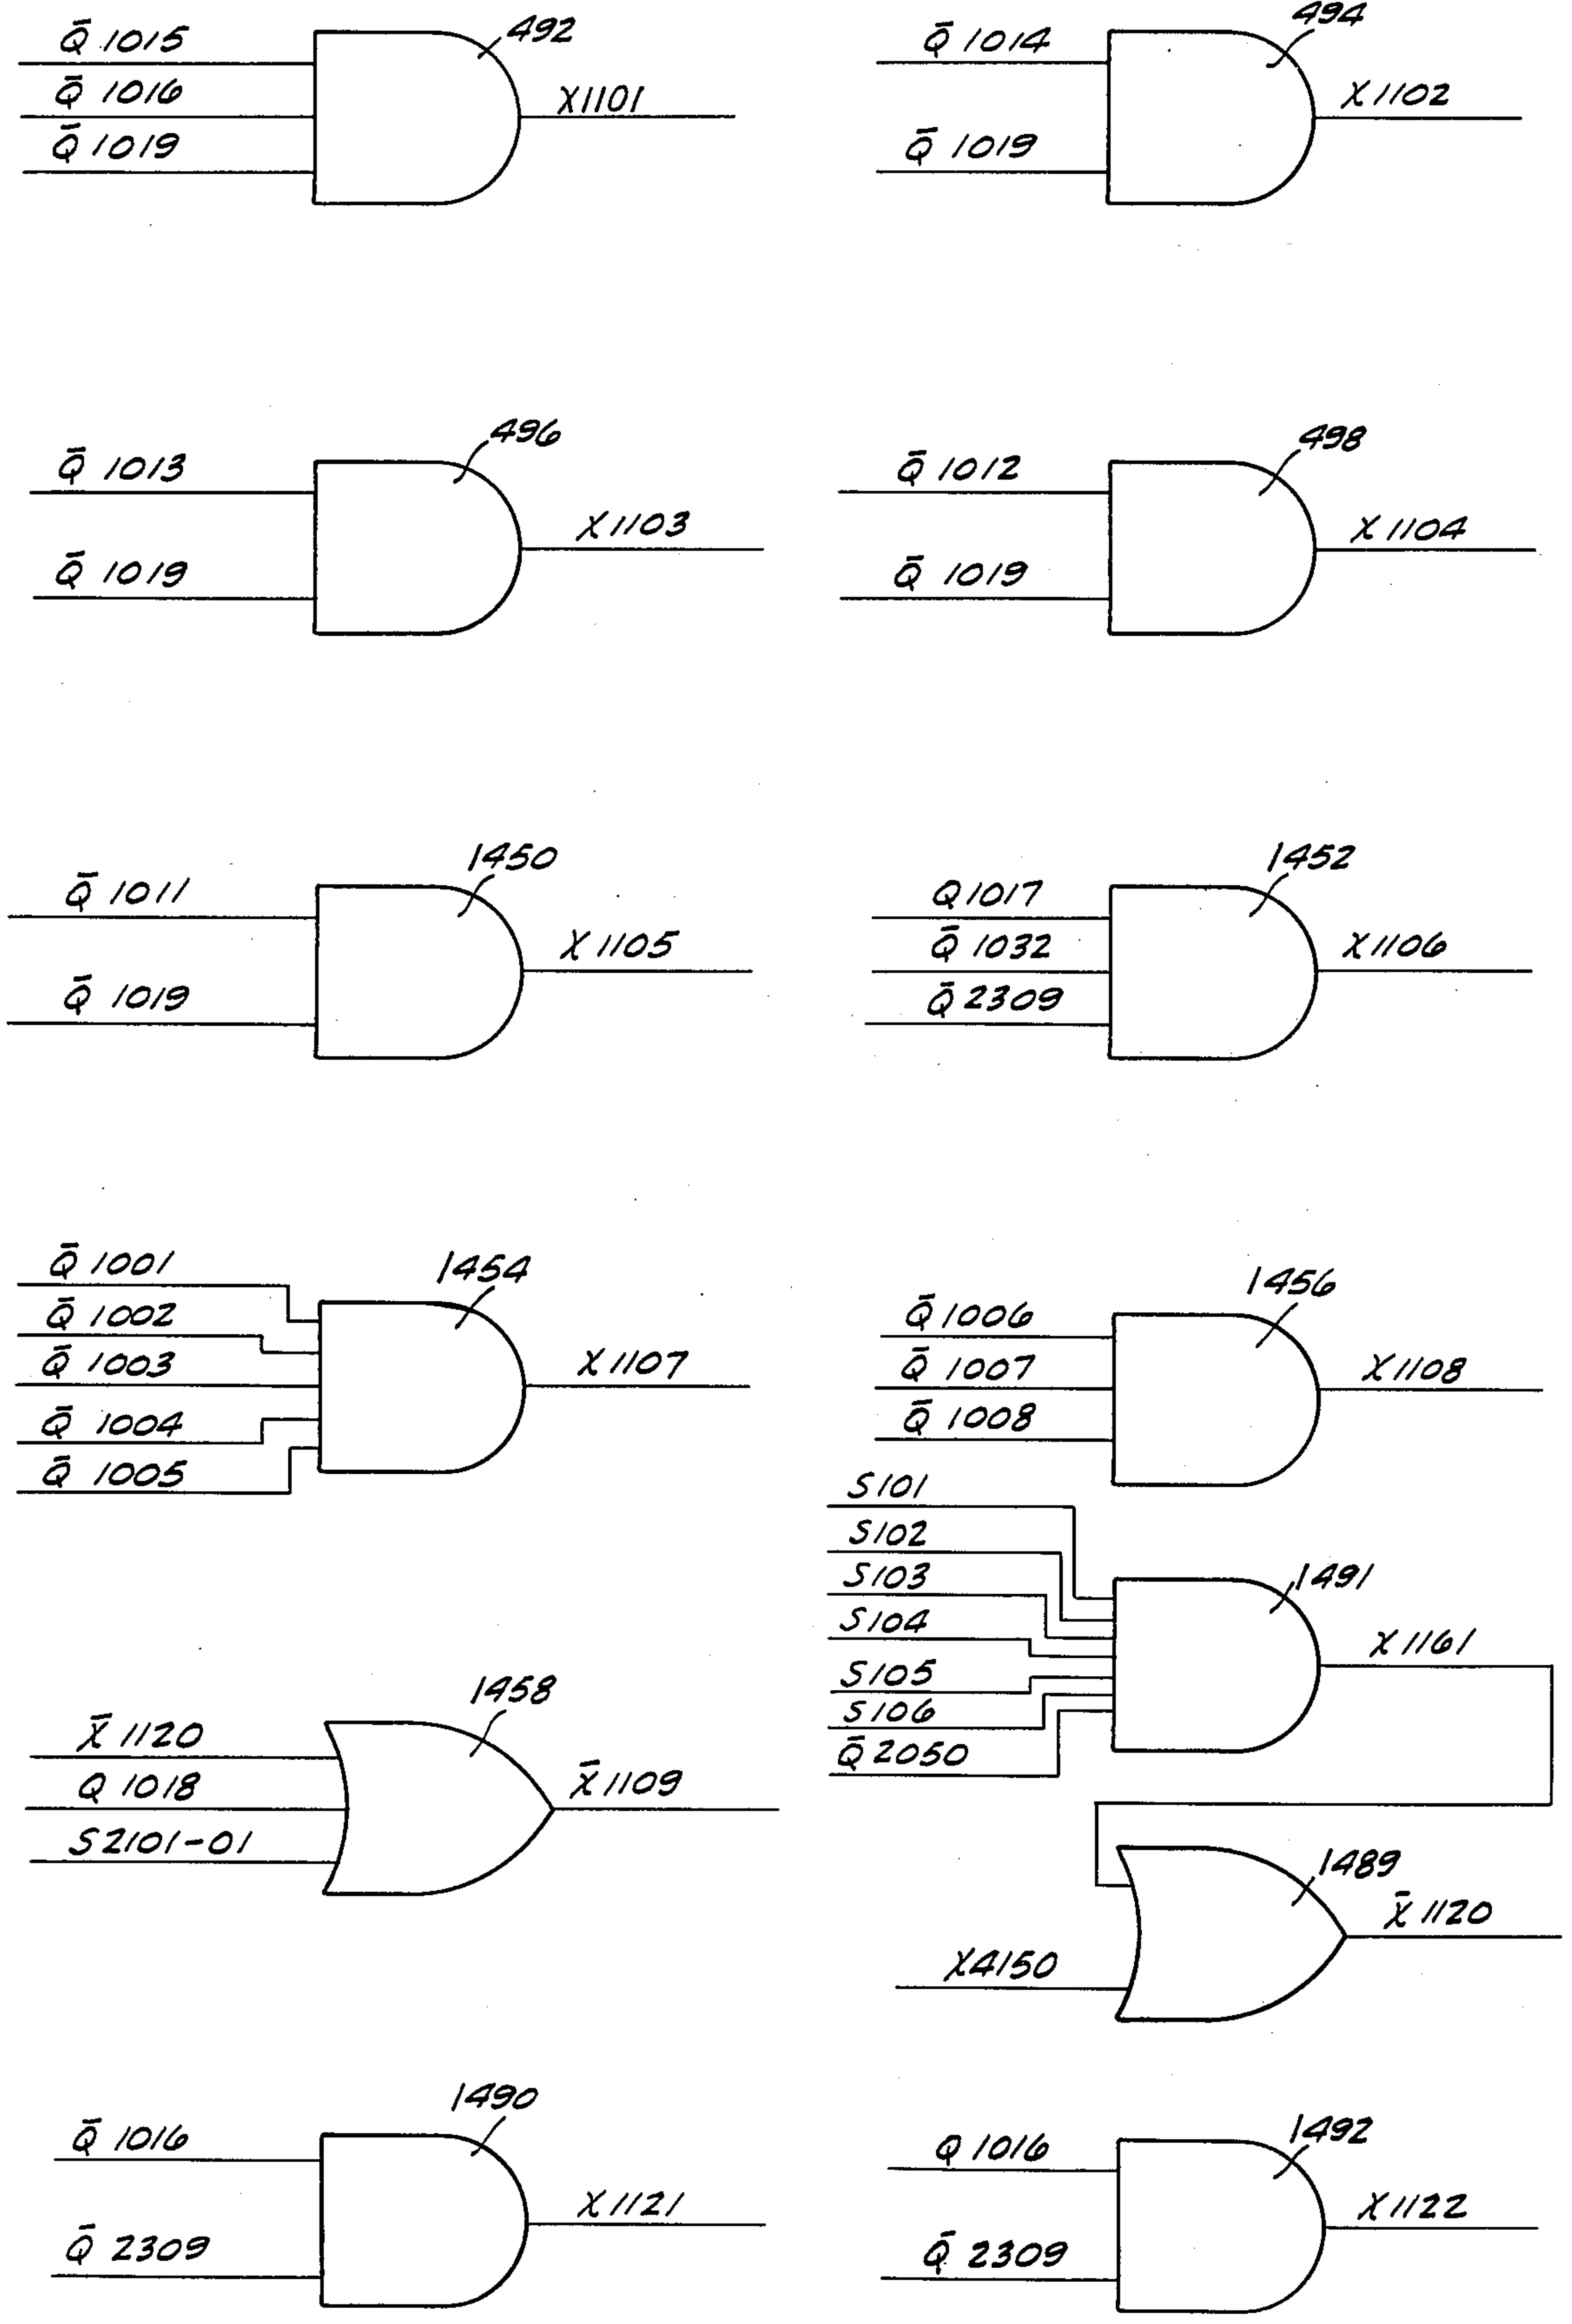 Q̄ 1015
Q̄ 1016
Q̄ 1019
492
X1101
Q̄ 1014
Q̄ 1019
494
X1102
Q̄ 1013
Q̄ 1019
496
X1103
Q̄ 1012
Q̄ 1019
498
X1104
Q̄ 1011
Q̄ 1019
1450
X1105
Q1017
Q̄ 1032
Q̄ 2309
1452
X1106
Q̄ 1001
Q̄ 1002
Q̄ 1003
Q̄ 1004
Q̄ 1005
1454
X1107
Q̄ 1006
Q̄ 1007
Q̄ 1008
1456
X1108
S101
S102
S103
S104
S105
S106
Q̄ 2050
1491
X1161
X̄ 1120
Q 1018
S2101-01
1458
X̄ 1109
X4150
1489
X̄ 1120
Q̄ 1016
Q̄ 2309
1490
X1121
Q 1016
Q̄ 2309
1492
X1122